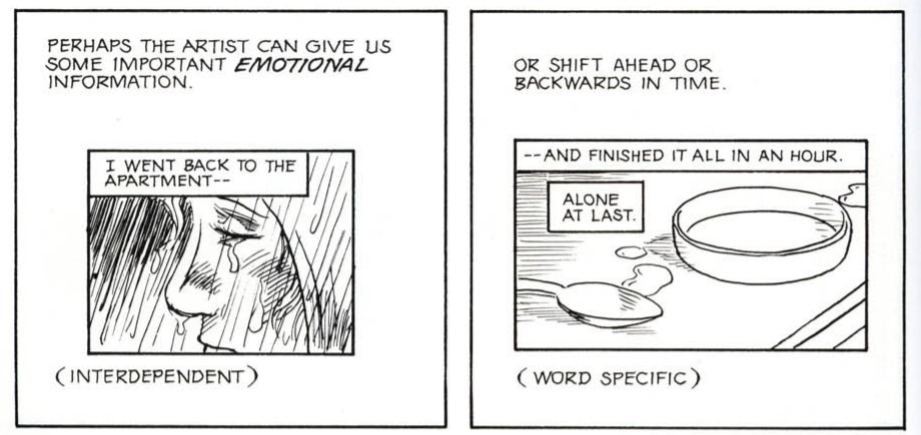 PERHAPS THE ARTIST CAN GIVE US
SOME IMPORTANT EMOTIONAL
INFORMATION.
I WENT BACK TO THE
APARTMENT--
(INTERDEPENDENT)
OR SHIFT AHEAD OR
BACKWARDS IN TIME.
--AND FINISHED IT ALL IN AN HOUR.
ALONE
AT LAST.
(WORD SPECIFIC)